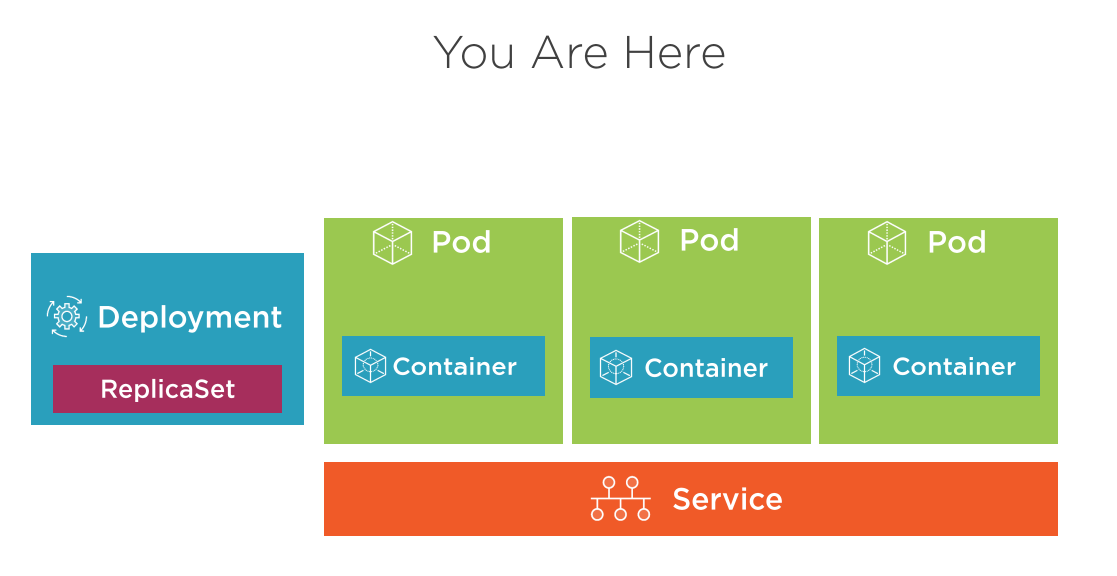 You Are Here
Pod
Pod
Pod
Deployment
ReplicaSet
Container
Container
Container
Service